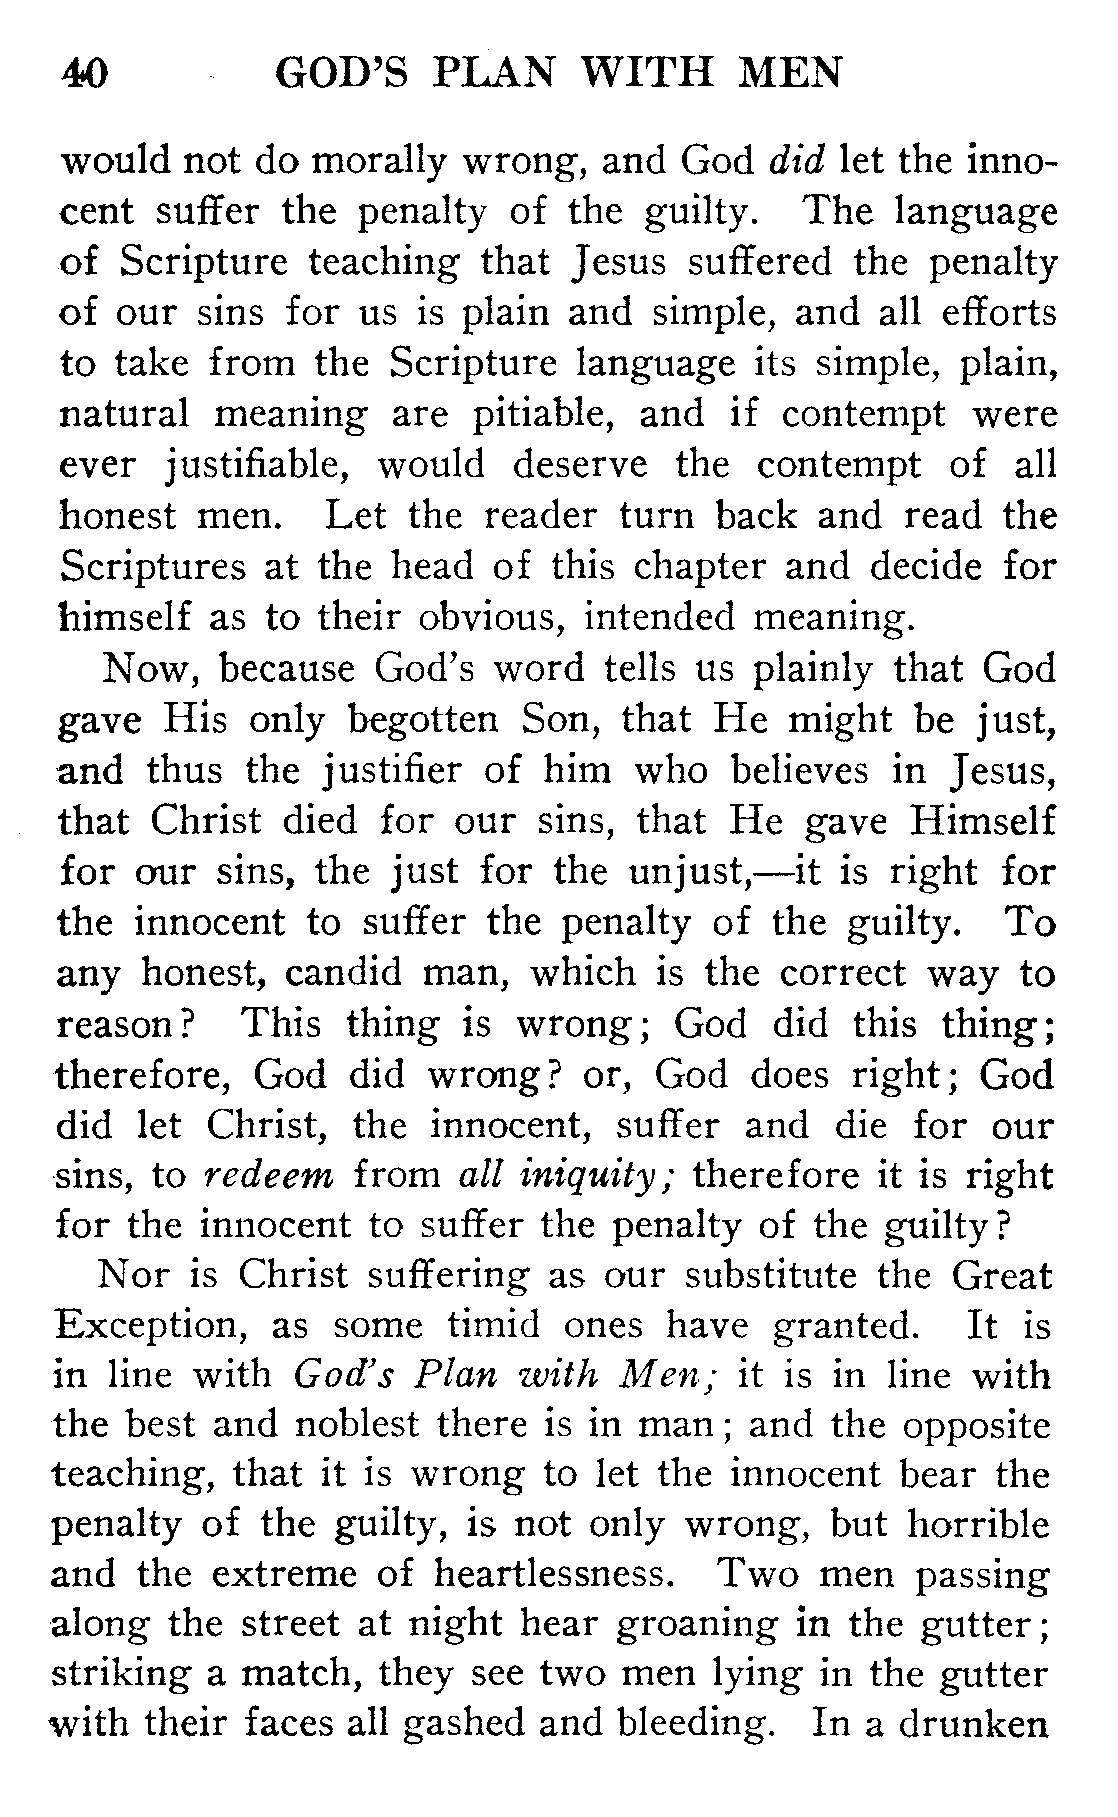 40 GOD'S PLAN WITH MEN
would not do morally wrong, and God did let the inno-
cent suffer the penalty of the guilty. The language
of Scripture teaching that Jesus suffered the penalty
of our sins for us is plain and simple, and all efforts
to take from the Scripture language its simple, plain,
natural meaning are pitiable, and if contempt were
ever justifiable, would deserve the contempt of all
honest men. Let the reader turn back and read the
Scriptures at the head of this chapter and decide for
himself as to their obvious, intended meaning.
Now, because God's word tells us plainly that God
gave His only begotten Son, that He might be just,
and thus the justifier of him who believes in Jesus,
that Christ died for our sins, that He gave Himself
for our sins, the just for the unjust,—it is right for
the innocent to suffer the penalty of the guilty. To
any honest, candid man, which is the correct way to
reason? This thing is wrong; God did this thing;
therefore, God did wrong? or, God does right; God
did let Christ, the innocent, suffer and die for our
sins, to redeem from all iniquity; therefore it is right
for the innocent to suffer the penalty of the guilty?
Nor is Christ suffering as our substitute the Great
Exception, as some timid ones have granted. It is
in line with God's Plan with Men; it is in line with
the best and noblest there is in man; and the opposite
teaching, that it is wrong to let the innocent bear the
penalty of the guilty, is not only wrong, but horrible
and the extreme of heartlessness. Two men passing
along the street at night hear groaning in the gutter;
striking a match, they see two men lying in the gutter
with their faces all gashed and bleeding. In a drunken